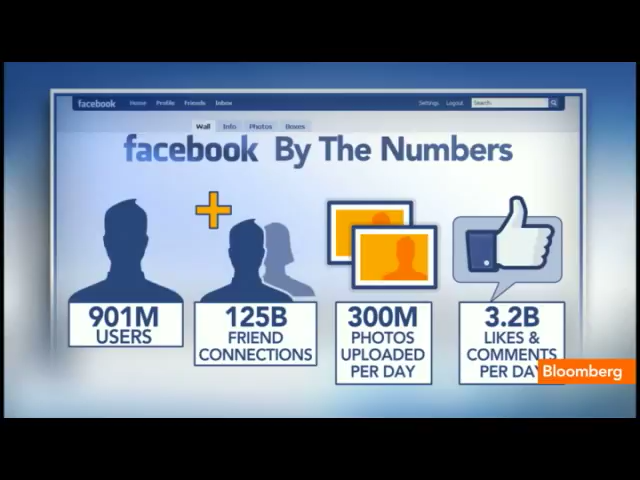 facebook Home Profile Friends Inbox Settings Logout Search
Wall Info Photos Boxes
facebook By The Numbers
901M
USERS
125B
FRIEND
CONNECTIONS
300M
PHOTOS
UPLOADED
PER DAY
3.2B
LIKES &
COMMENTS
PER DAY
Bloomberg